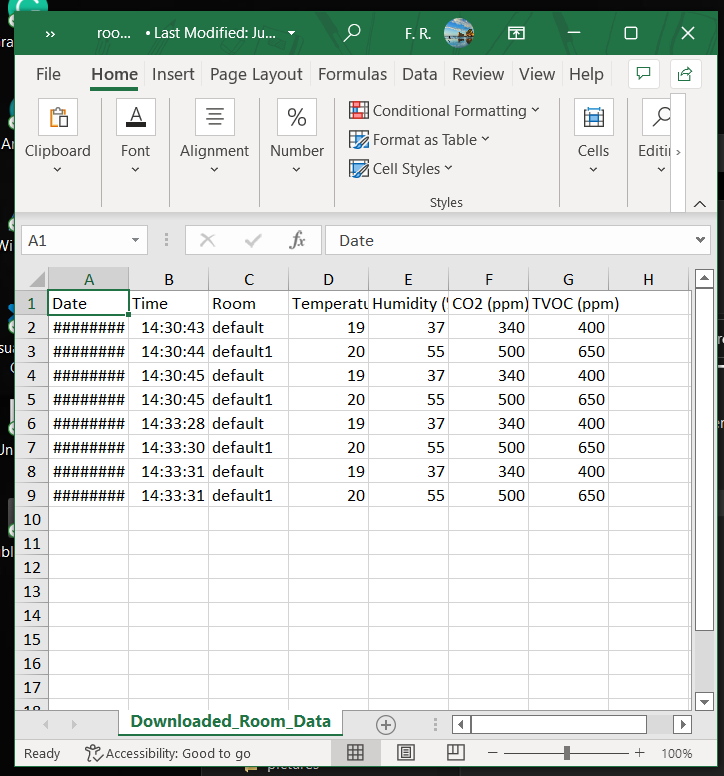 roo... • Last Modified: Ju... F. R.
File Home Insert Page Layout Formulas Data Review View Help
Clipboard Font Alignment Number Conditional Formatting Format as Table Cell Styles Cells Editi
Styles
A1 fx Date
A B C D E F G H
1 Date Time Room Temperatu Humidity (' CO2 (ppm) TVOC (ppm)
2 ######## 14:30:43 default 19 37 340 400
3 ######## 14:30:44 default1 20 55 500 650
4 ######## 14:30:45 default 19 37 340 400
5 ######## 14:30:45 default1 20 55 500 650
6 ######## 14:33:28 default 19 37 340 400
7 ######## 14:33:30 default1 20 55 500 650
8 ######## 14:33:31 default 19 37 340 400
9 ######## 14:33:31 default1 20 55 500 650
10
11
12
13
14
15
16
17
18
Downloaded_Room_Data
Ready Accessibility: Good to go 100%
pictures